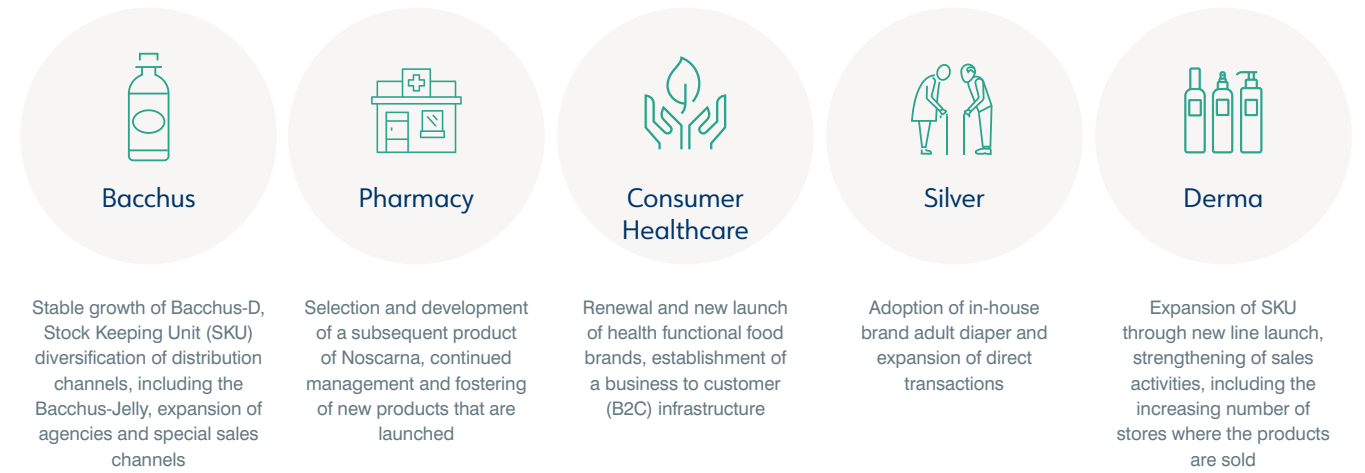 Bacchus
Stable growth of Bacchus-D,
Stock Keeping Unit (SKU)
diversification of distribution
channels, including the
Bacchus-Jelly, expansion of
agencies and special sales
channels
Pharmacy
Selection and development
of a subsequent product
of Noscarna, continued
management and fostering
of new products that are
launched
Consumer
Healthcare
Renewal and new launch
of health functional food
brands, establishment of
a business to customer
(B2C) infrastructure
Silver
Adoption of in-house
brand adult diaper and
expansion of direct
transactions
Derma
Expansion of SKU
through new line launch,
strengthening of sales
activities, including the
increasing number of
stores where the products
are sold